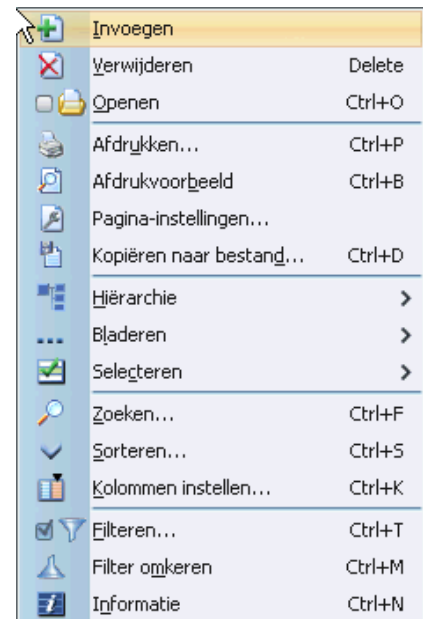 Invoegen
Verwijderen Delete
Openen Ctrl+O
Afdrukken... Ctrl+P
Afdrukvoorbeeld Ctrl+B
Pagina-instellingen...
Kopiëren naar bestand... Ctrl+D
Hiërarchie
Bladeren
Selecteren
Zoeken... Ctrl+F
Sorteren... Ctrl+S
Kolommen instellen... Ctrl+K
Filteren... Ctrl+T
Filter omkeren Ctrl+M
Informatie Ctrl+N